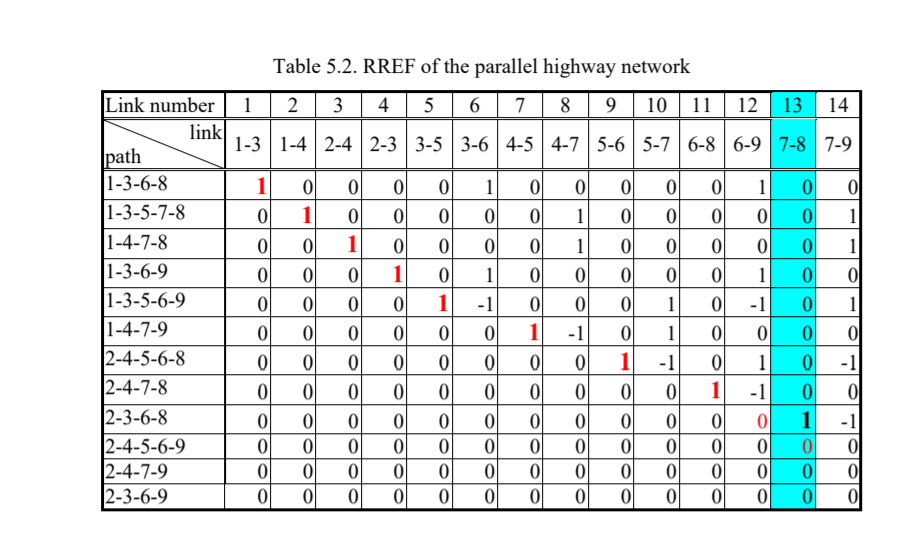 Table 5.2. RREF of the parallel highway network
Link number 1 2 3 4 5 6 7 8 9 10 11 12 13 14
link
path
1-3 1-4 2-4 2-3 3-5 3-6 4-5 4-7 5-6 5-7 6-8 6-9 7-8 7-9
1-3-6-8 1 0 0 0 0 1 0 0 0 0 0 1 0 0
1-3-5-7-8 0 1 0 0 0 0 0 1 0 0 0 0 0 1
1-4-7-8 0 0 1 0 0 0 0 1 0 0 0 0 0 1
1-3-6-9 0 0 0 1 0 1 0 0 0 0 0 1 0 0
1-3-5-6-9 0 0 0 0 1 -1 0 0 0 1 0 -1 0 1
1-4-7-9 0 0 0 0 0 0 1 -1 0 1 0 0 0 0
2-4-5-6-8 0 0 0 0 0 0 0 0 1 -1 0 1 0 -1
2-4-7-8 0 0 0 0 0 0 0 0 0 0 1 -1 0 0
2-3-6-8 0 0 0 0 0 0 0 0 0 0 0 0 1 -1
2-4-5-6-9 0 0 0 0 0 0 0 0 0 0 0 0 0 0
2-4-7-9 0 0 0 0 0 0 0 0 0 0 0 0 0 0
2-3-6-9 0 0 0 0 0 0 0 0 0 0 0 0 0 0